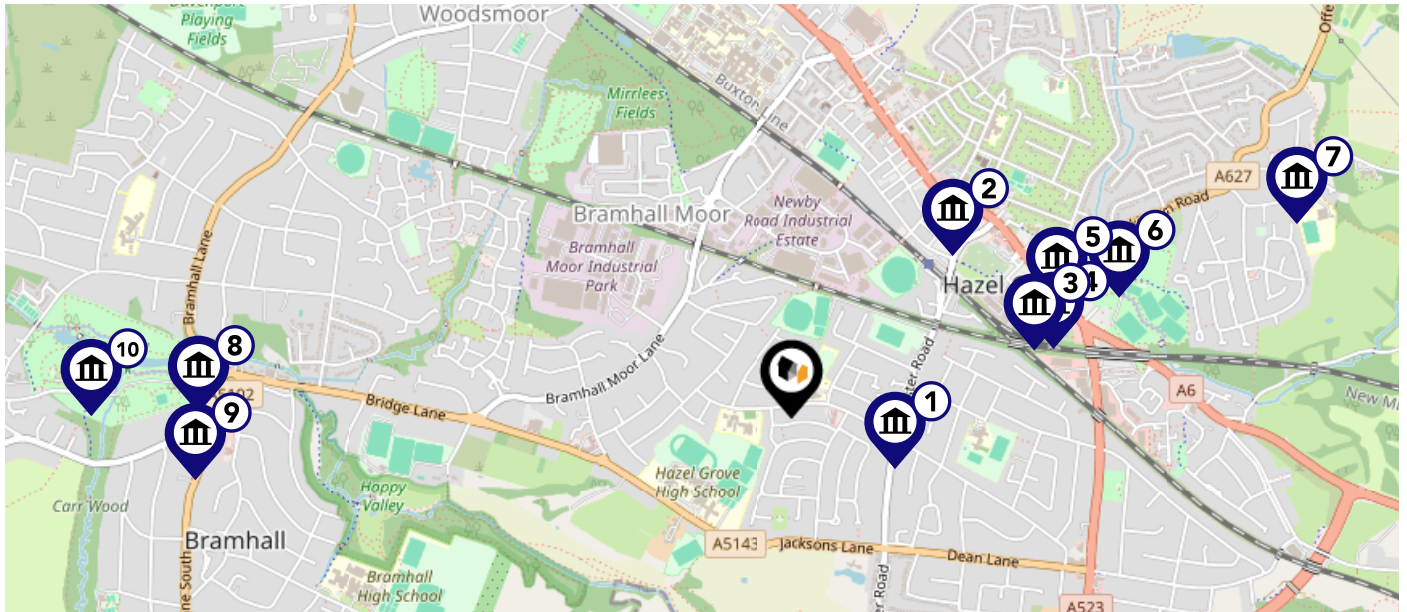 Davenport
Playing
Fields
Woodsmoor
Mirrlees
Fields
Bramhall Lane
Bramhall Moor
Newby
Road Industrial
Estate
Bramhall
Moor Industrial
Park
A627
7
2
5
6
Hazel
3
4
1
8
10
9
Bridge Lane
Bramhall Moor Lane
A6
Hazel Grove
High School
Happy
Valley
Carr Wood
Bramhall
Bramhall
High School
A5143
Jacksons Lane
Dean Lane
A523